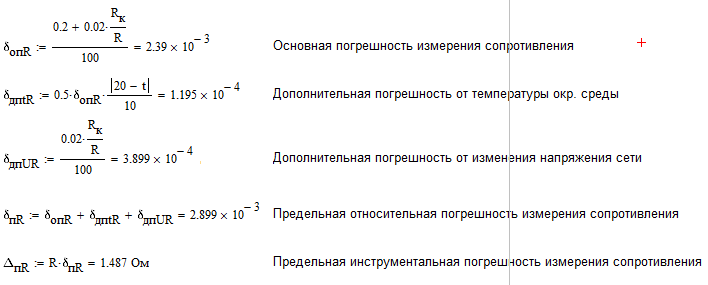 δопR := (0.2 + 0.02·Rк/R)/100 = 2.39 × 10^−3 Основная погрешность измерения сопротивления
δдптR := 0.5·δопR·|20 − t|/10 = 1.195 × 10^−4 Дополнительная погрешность от температуры окр. среды
δдпUR := (0.02·Rк/R)/100 = 3.899 × 10^−4 Дополнительная погрешность от изменения напряжения сети
δпR := δопR + δдптR + δдпUR = 2.899 × 10^−3 Предельная относительная погрешность измерения сопротивления
ΔпR := R·δпR = 1.487 Ом Предельная инструментальная погрешность измерения сопротивления